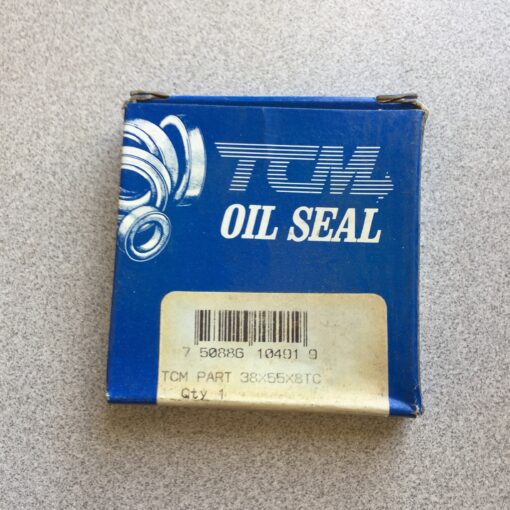 TCM
OIL SEAL
7 50886 10491 9
TCM PART 38X55X8TC
Qty 1